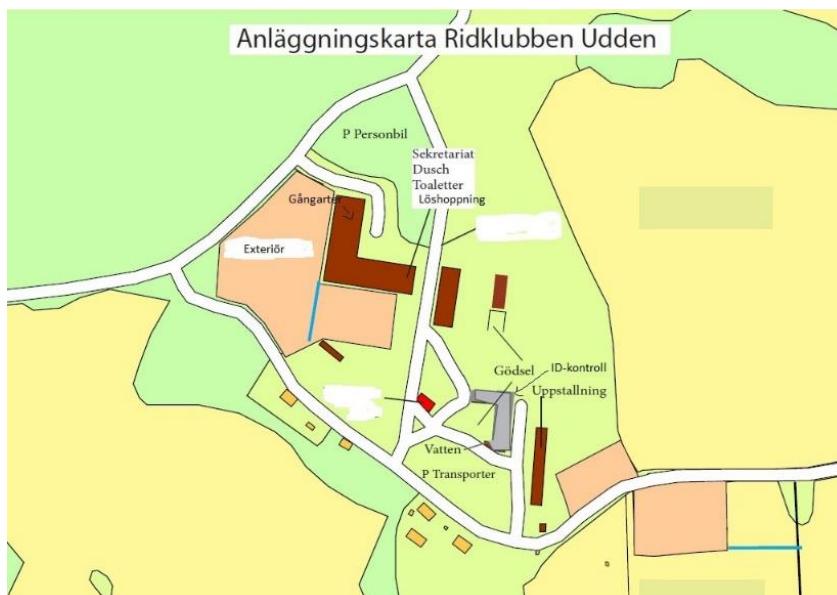 Anläggningskarta Ridklubben Udden
P Personbil
Sekretariat
Dusch
Toaletter
Löshoppning
Gångarter
Exteriör
Gödsel
ID-kontroll
Uppstallning
Vatten
P Transporter